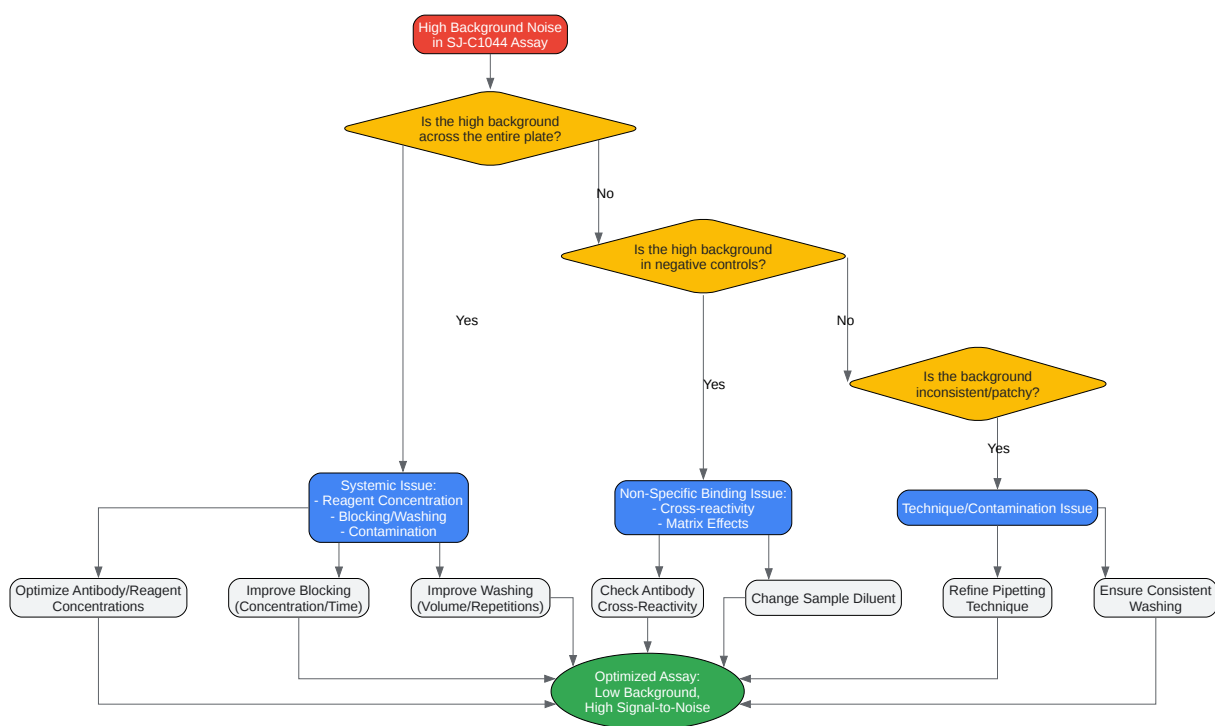 High Background Noise
in SJ-C1044 Assay
Is the high background
across the entire plate?
No
Is the high background
in negative controls?
Yes
No
Is the background
inconsistent/patchy?
Yes
Yes
Systemic Issue:
- Reagent Concentration
- Blocking/Washing
- Contamination
Non-Specific Binding Issue:
- Cross-reactivity
- Matrix Effects
Technique/Contamination Issue
Optimize Antibody/Reagent
Concentrations
Improve Blocking
(Concentration/Time)
Improve Washing
(Volume/Repetitions)
Check Antibody
Cross-Reactivity
Change Sample Diluent
Refine Pipetting
Technique
Ensure Consistent
Washing
Optimized Assay:
Low Background,
High Signal-to-Noise